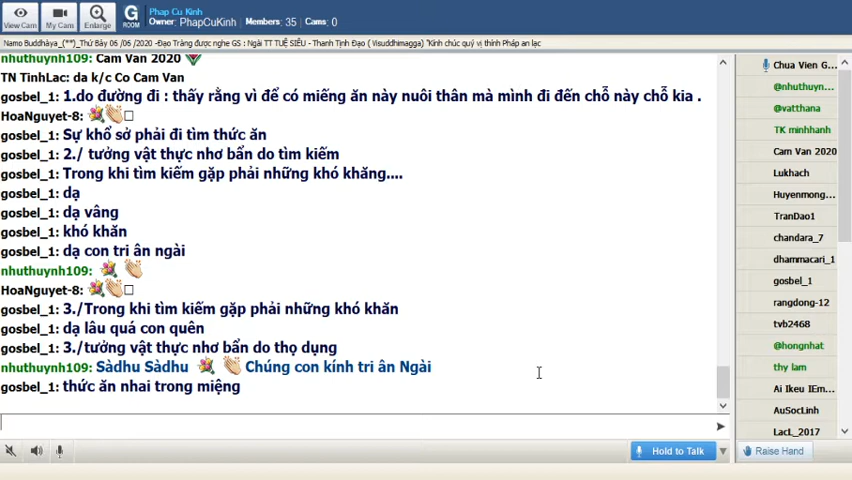 Phap Cu Kinh
Owner: PhapCuKinh Members: 35 Cams: 0
View Cam
My Cam
Enlarge
G
ROOM
Namo Buddhàya_(**)_Thứ Bảy 06 /06 /2020 -Đạo Tràng được nghe GS : Ngài TT TUỆ SIÊU - Thanh Tịnh Đạo ( Visuddhimagga) "Kính chúc quý vị thính Pháp an lạc
nhuthuynh109: Cam Van 2020
TN TinhLac: da k/c Co Cam Van
gosbel_1: 1.do đường đi : thấy rằng vì để có miếng ăn này nuôi thân mà mình đi đến chỗ này chỗ kia .
HoaNguyet-8:
gosbel_1: Sự khổ sở phải đi tìm thức ăn
gosbel_1: 2./ tưởng vật thực nhơ bẩn do tìm kiếm
gosbel_1: Trong khi tìm kiếm gặp phải những khó khăng....
gosbel_1: dạ
gosbel_1: dạ vâng
gosbel_1: khó khăn
gosbel_1: dạ con tri ân ngài
nhuthuynh109:
HoaNguyet-8:
gosbel_1: 3./Trong khi tìm kiếm gặp phải những khó khăn
gosbel_1: dạ lâu quá con quên
gosbel_1: 3./tưởng vật thực nhơ bẩn do thọ dụng
nhuthuynh109: Sàdhu Sàdhu Chúng con kính tri ân Ngài
gosbel_1: thức ăn nhai trong miệng
Hold to Talk
Chua Vien G...
@nhuthuyn...
@vatthana
TK minhhanh
Cam Van 2020
Lukhach
Huyenmong...
TranDao1
chandara_7
dhammacari_1
gosbel_1
rangdong-12
tvb2468
@hongnhat
thy lam
Ai Ikeu IEm...
AuSocLinh
LacL_2017
Raise Hand